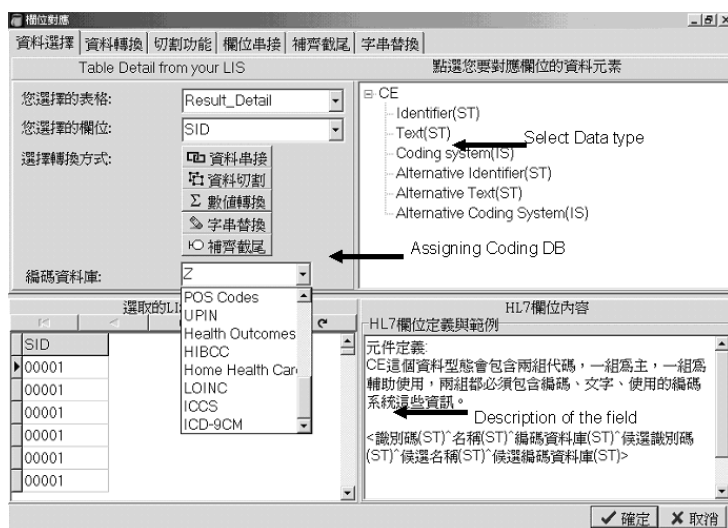 欄位對應
資料選擇 資料轉換 切割功能 欄位串接 補齊截尾 字串替換
Table Detail from your LIS
點選您要對應欄位的資料元素
您選擇的表格:
Result_Detail
您選擇的欄位:
SID
選擇轉換方式:
資料串接
資料切割
Σ 數值轉換
字串替換
補齊截尾
編碼資料庫:
Z
POS Codes
UPIN
Health Outcomes
HIBCC
Home Health Car
LOINC
ICCS
ICD-9CM
CE
Identifier(ST)
Text(ST)
Coding system(IS)
Alternative Identifier(ST)
Alternative Text(ST)
Alternative Coding System(IS)
Select Data type
Assigning Coding DB
選取的LI
SID
00001
00001
00001
00001
00001
00001
HL7欄位內容
HL7欄位定義與範例
元件定義:
CE這個資料型態會包含兩組代碼，一組為主，一組為
輔助使用，兩組都必須包含編碼、文字、使用的編碼
系統這些資訊。
Description of the field
<識別碼(ST)^名稱(ST)^編碼資料庫(ST)^候選識別碼
(ST)^候選名稱(ST)^候選編碼資料庫(ST)>
確定
取消